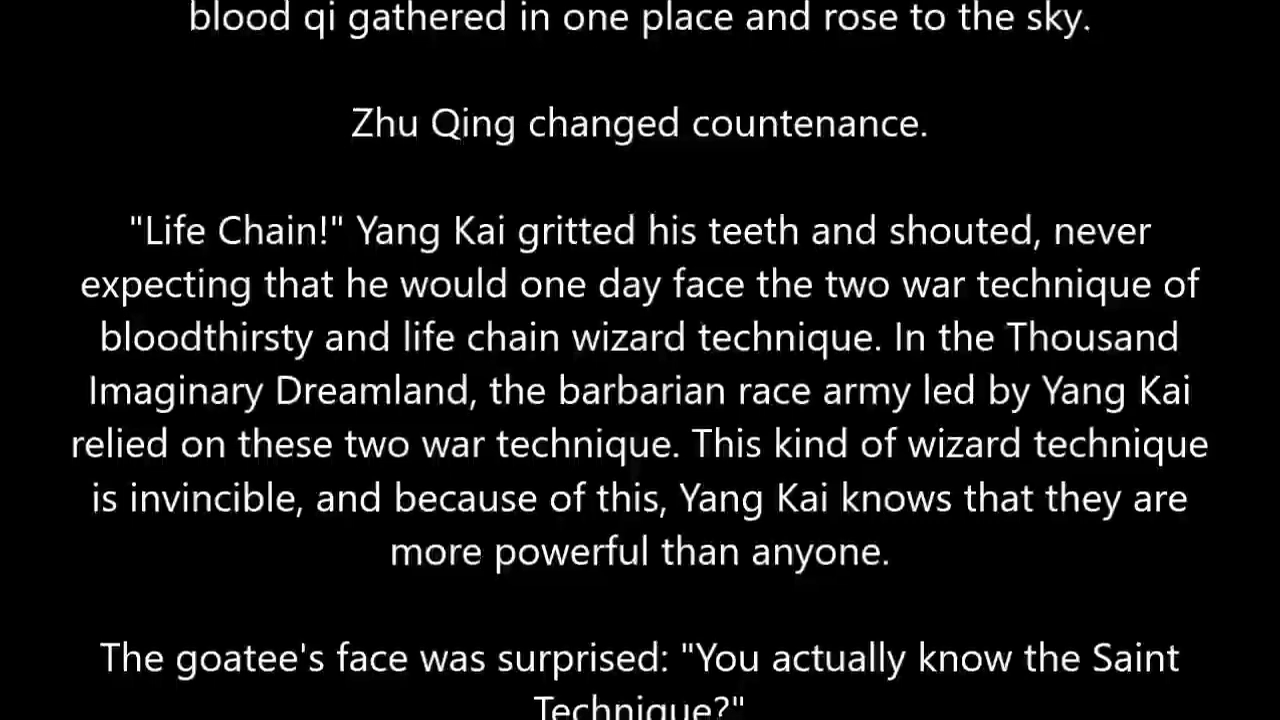 blood qi gathered in one place and rose to the sky.
Zhu Qing changed countenance.
"Life Chain!" Yang Kai gritted his teeth and shouted, never
expecting that he would one day face the two war technique of
bloodthirsty and life chain wizard technique. In the Thousand
Imaginary Dreamland, the barbarian race army led by Yang Kai
relied on these two war technique. This kind of wizard technique
is invincible, and because of this, Yang Kai knows that they are
more powerful than anyone.
The goatee's face was surprised: "You actually know the Saint
Technique?"